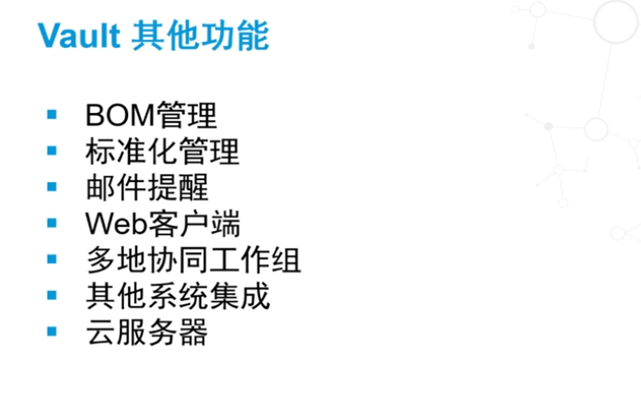 Vault 其他功能
BOM管理
标准化管理
邮件提醒
Web客户端
多地协同工作组
其他系统集成
云服务器